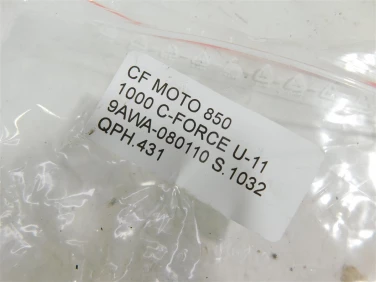 CF MOTO 850
1000 C-FORCE U-11
9AWA-080110 S.1032
QPH.431